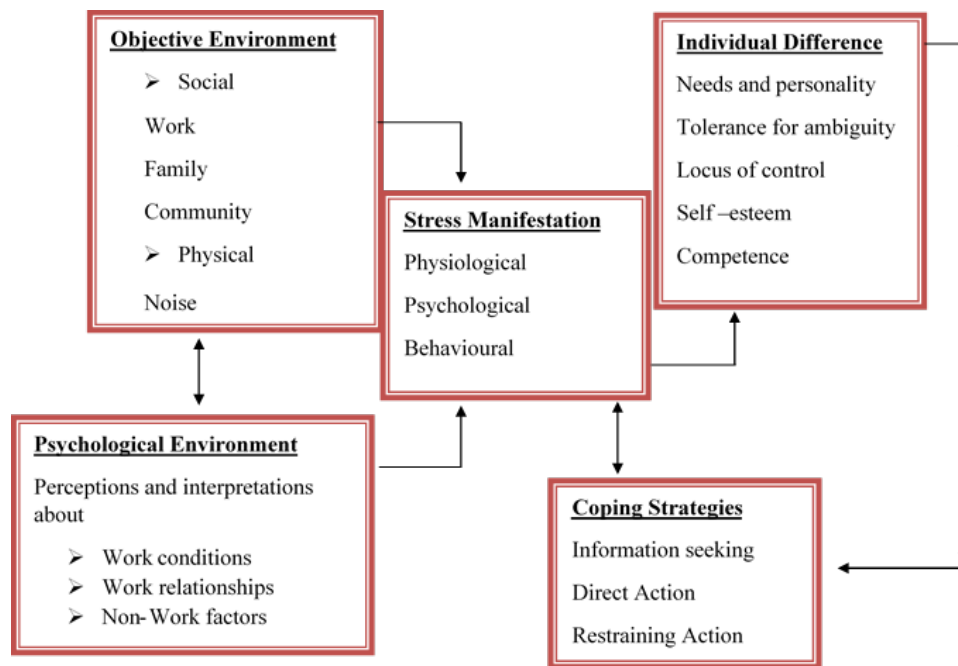 Objective Environment
➢ Social
Work
Family
Community
➢ Physical
Noise
Psychological Environment
Perceptions and interpretations
about
➢ Work conditions
➢ Work relationships
➢ Non-Work factors
Stress Manifestation
Physiological
Psychological
Behavioural
Individual Difference
Needs and personality
Tolerance for ambiguity
Locus of control
Self –esteem
Competence
Coping Strategies
Information seeking
Direct Action
Restraining Action